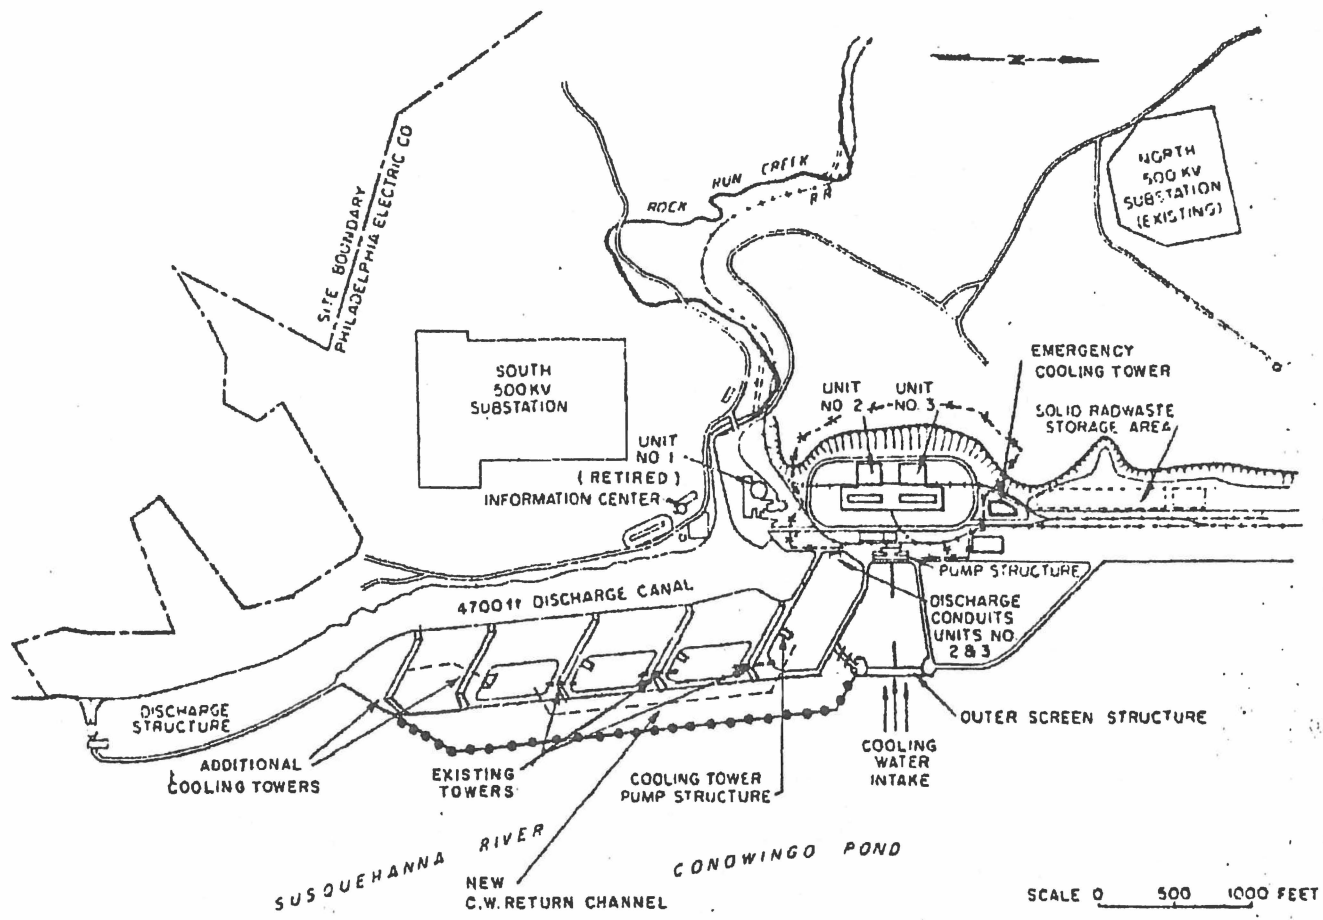 N
SITE BOUNDARY
PHILADELPHIA ELECTRIC CO
ROCK RUN CREEK
R R
NORTH
500 KV
SUBSTATION
(EXISTING)
SOUTH
500 KV
SUBSTATION
UNIT
NO 1
( RETIRED )
INFORMATION CENTER
UNIT
NO 2
UNIT
NO. 3
EMERGENCY
COOLING TOWER
SOLID RADWASTE
STORAGE AREA
4700 ft DISCHARGE CANAL
PUMP STRUCTURE
DISCHARGE
CONDUITS
UNITS NO.
2 & 3
DISCHARGE
STRUCTURE
OUTER SCREEN STRUCTURE
ADDITIONAL
COOLING TOWERS
EXISTING
TOWERS
COOLING TOWER
PUMP STRUCTURE
COOLING
WATER
INTAKE
SUSQUEHANNA RIVER
CONOWINGO POND
NEW
C.W. RETURN CHANNEL
SCALE 0 500 1000 FEET